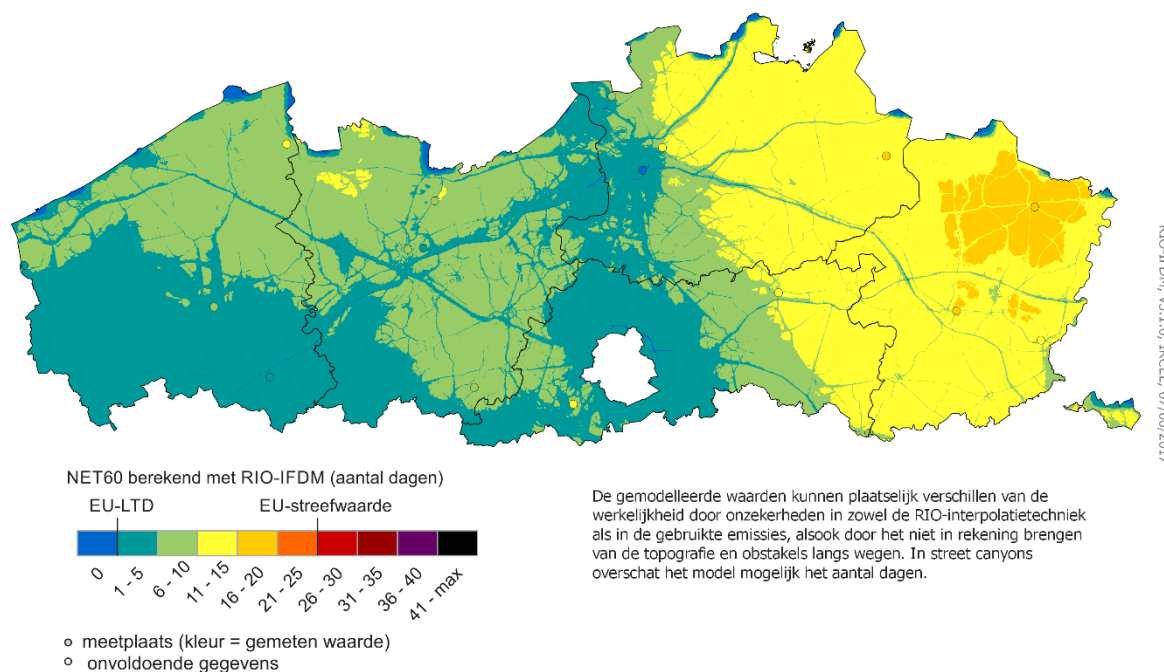 NET60 berekend met RIO-IFDM (aantal dagen)
EU-LTD EU-streefwaarde
0 1 - 5 6 - 10 11 - 15 16 - 20 21 - 25 26 - 30 31 - 35 36 - 40 41 - max
meetplaats (kleur = gemeten waarde)
onvoldoende gegevens
De gemodelleerde waarden kunnen plaatselijk verschillen van de
werkelijkheid door onzekerheden in zowel de RIO-interpolatietechniek
als in de gebruikte emissies, alsook door het niet in rekening brengen
van de topografie en obstakels langs wegen. In street canyons
overschat het model mogelijk het aantal dagen.